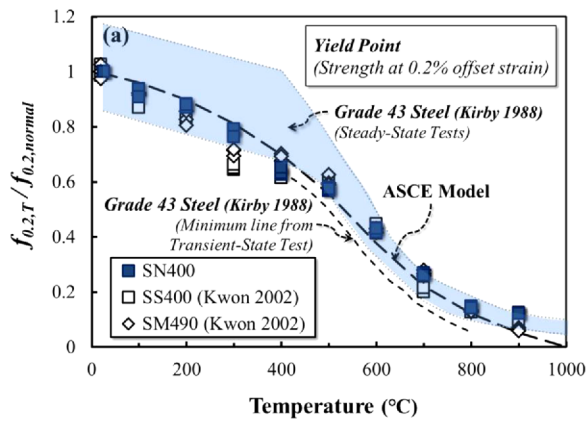 (a)
Yield Point
(Strength at 0.2% offset strain)
Grade 43 Steel (Kirby 1988)
(Steady-State Tests)
ASCE Model
Grade 43 Steel (Kirby 1988)
(Minimum line from
Transient-State Test)
SN400
SS400 (Kwon 2002)
SM490 (Kwon 2002)
f0.2,T / f0.2,normal
1.2
1
0.8
0.6
0.4
0.2
0
0 200 400 600 800 1000
Temperature (°C)